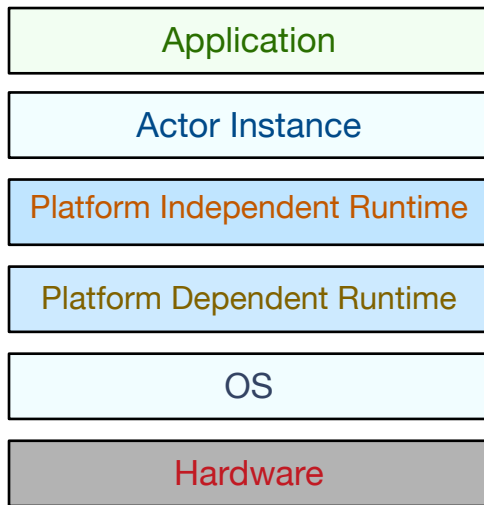 Application
Actor Instance
Platform Independent Runtime
Platform Dependent Runtime
OS
Hardware